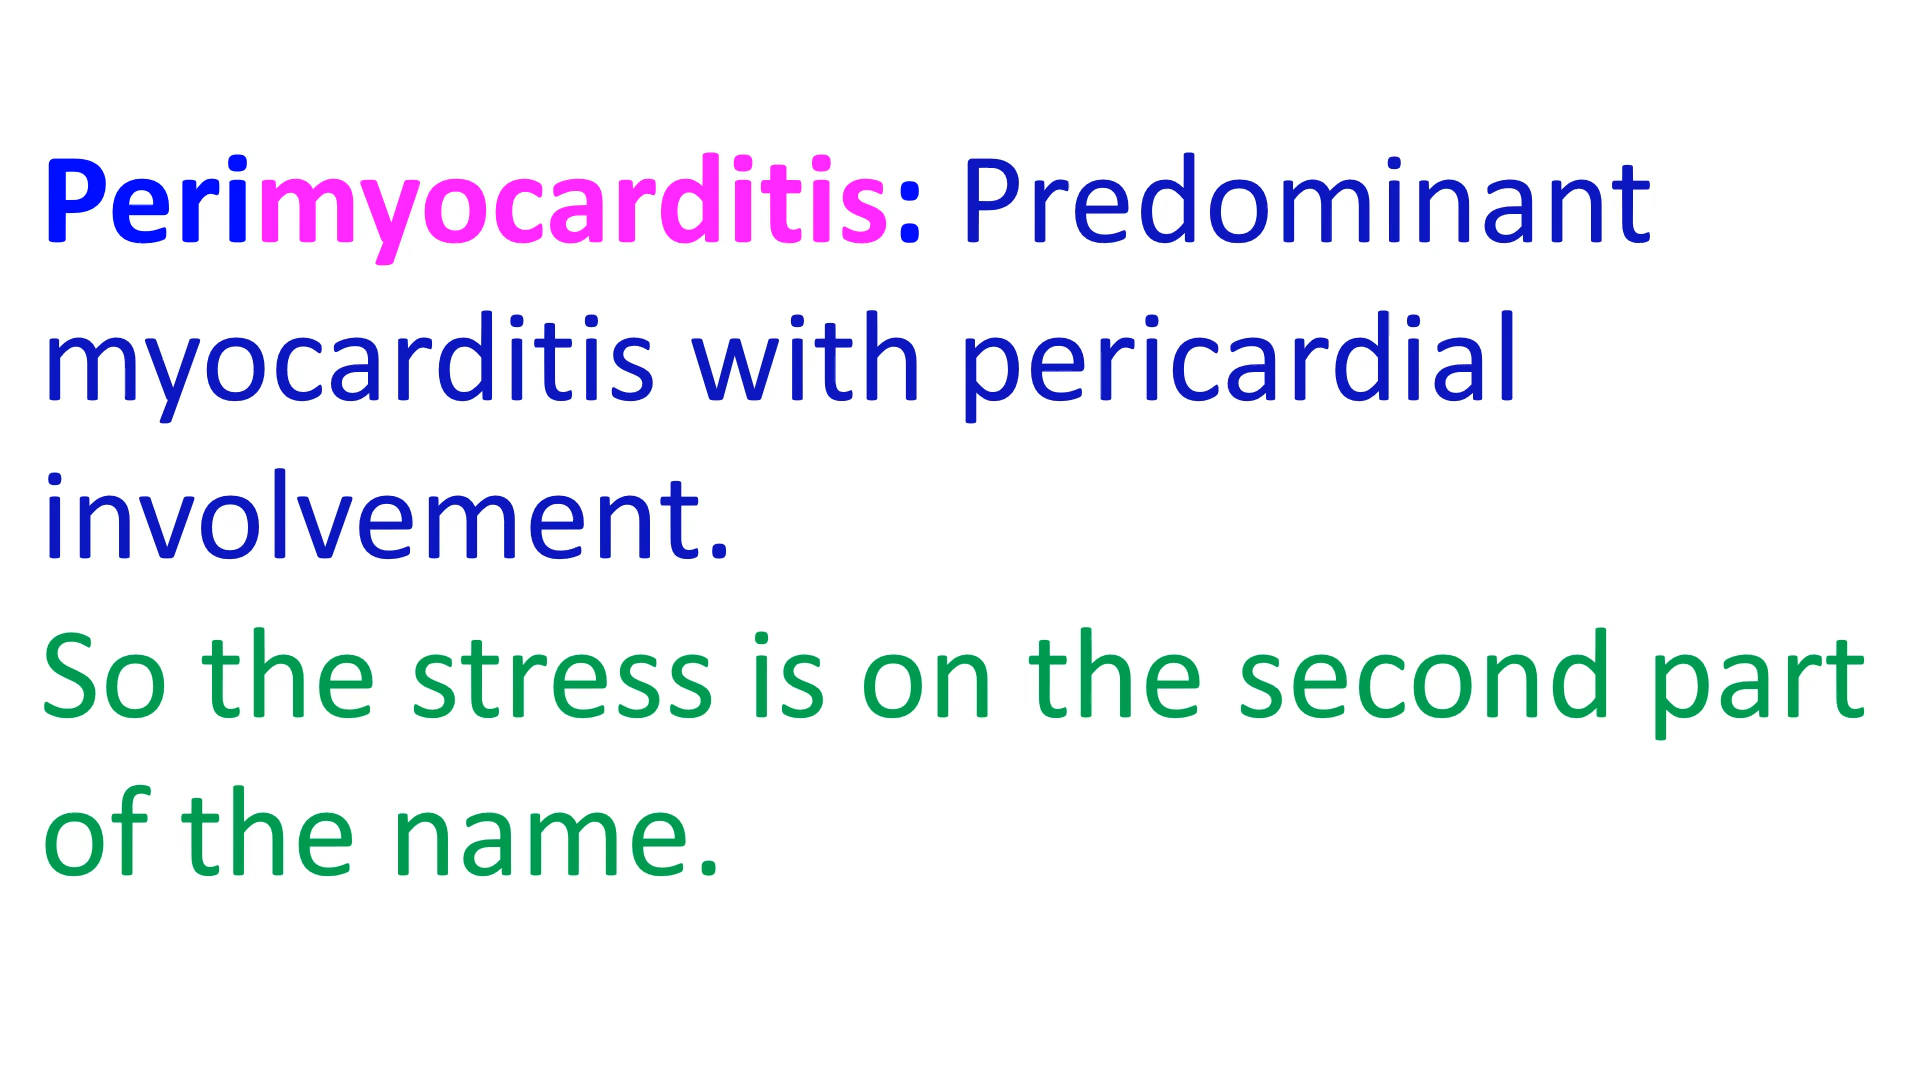 Perimyocarditis: Predominant
myocarditis with pericardial
involvement.
So the stress is on the second part
of the name.